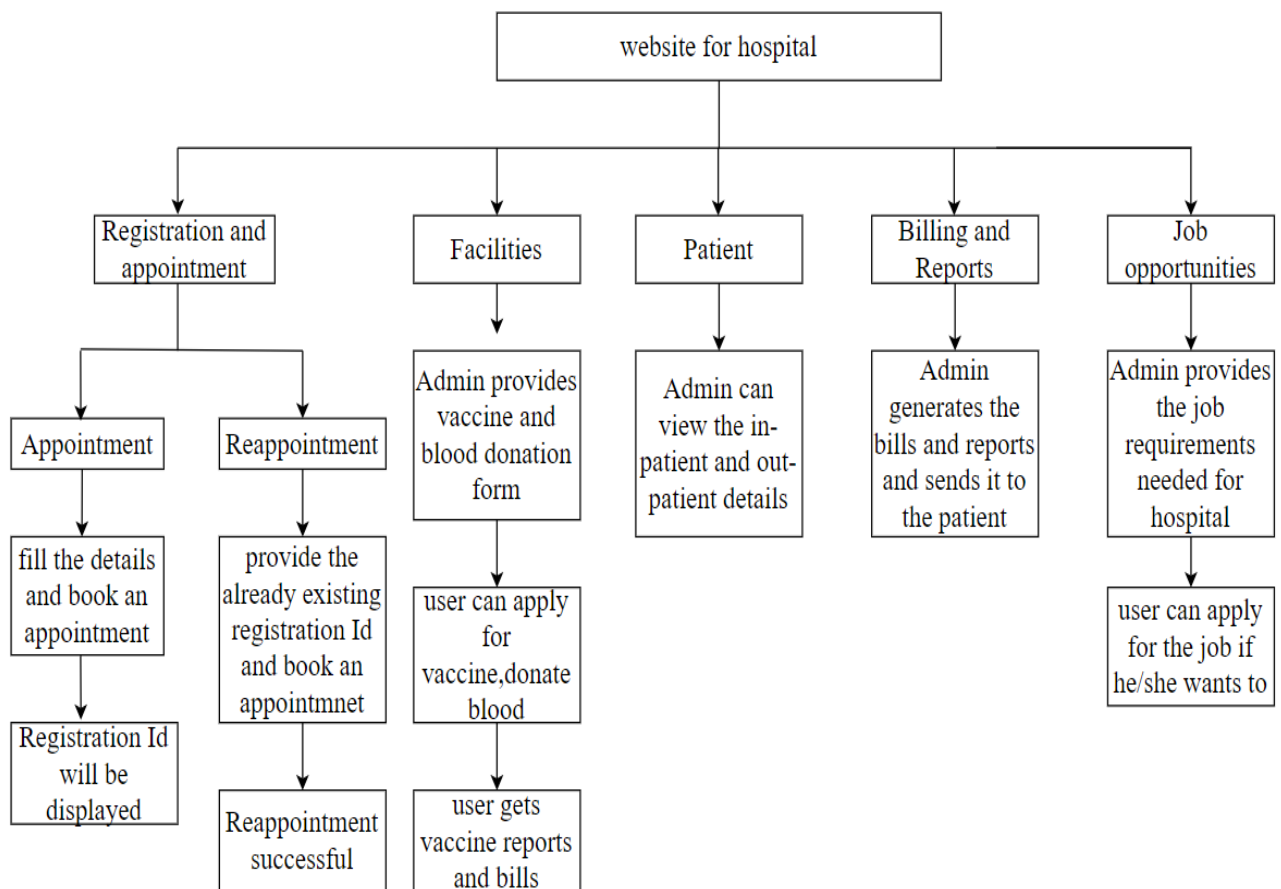 website for hospital
Registration and
appointment
Facilities
Patient
Billing and
Reports
Job
opportunities
Appointment
Reappointment
Admin provides
vaccine and
blood donation
form
Admin can
view the in-
patient and out-
patient details
Admin
generates the
bills and reports
and sends it to
the patient
Admin provides
the job
requirements
needed for
hospital
fill the details
and book an
appointment
provide the
already existing
registration Id
and book an
appointmnet
user can apply
for
vaccine,donate
blood
user can apply
for the job if
he/she wants to
Registration Id
will be
displayed
Reappointment
successful
user gets
vaccine reports
and bills